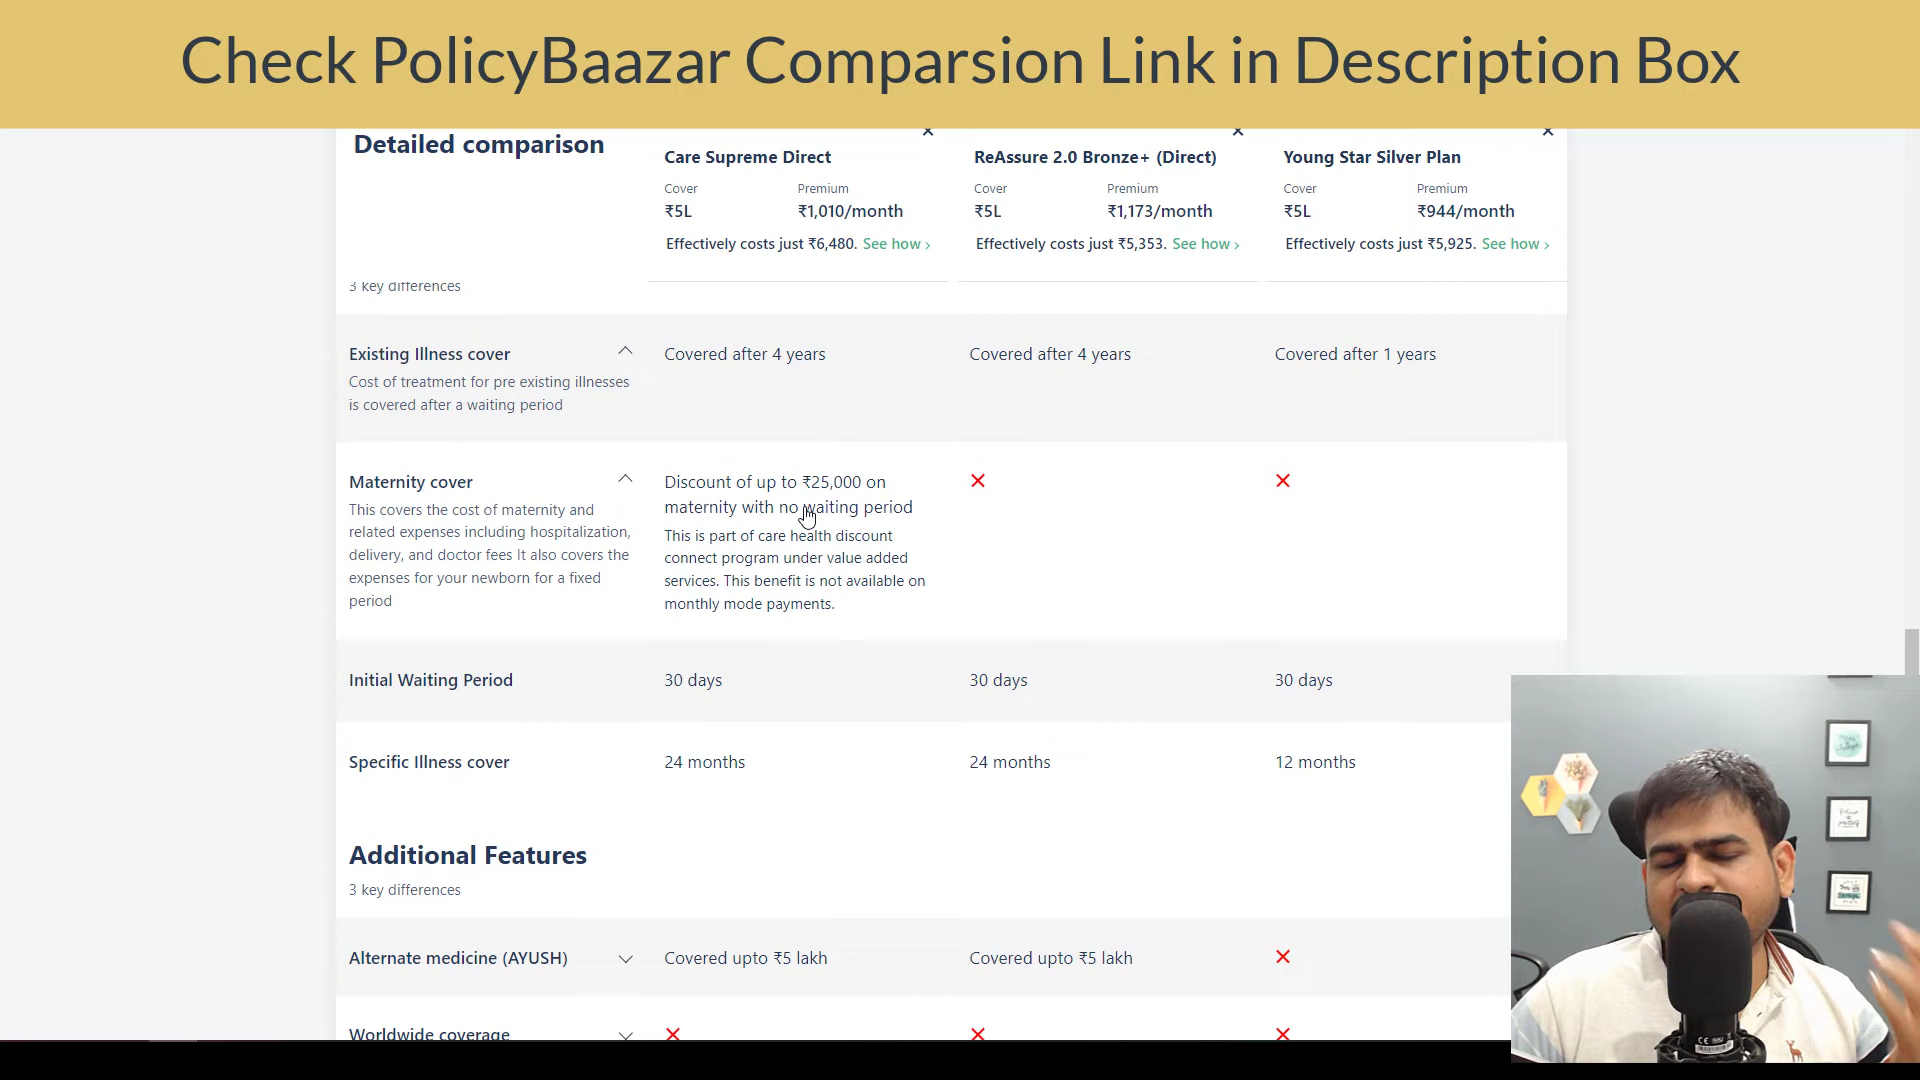 Check PolicyBaazar Comparsion Link in Description Box
Detailed comparison
Care Supreme Direct
ReAssure 2.0 Bronze+ (Direct)
Young Star Silver Plan
Cover
Premium
Cover
Premium
Cover
Premium
₹5L
₹1,010/month
₹5L
₹1,173/month
₹5L
₹944/month
Effectively costs just ₹6,480. See how ›
Effectively costs just ₹5,353. See how ›
Effectively costs just ₹5,925. See how ›
3 key differences
Existing Illness cover
Covered after 4 years
Covered after 4 years
Covered after 1 years
Cost of treatment for pre existing illnesses
is covered after a waiting period
Maternity cover
This covers the cost of maternity and
related expenses including hospitalization,
delivery, and doctor fees It also covers the
expenses for your newborn for a fixed
period
Discount of up to ₹25,000 on
maternity with no waiting period
This is part of care health discount
connect program under value added
services. This benefit is not available on
monthly mode payments.
Initial Waiting Period
30 days
30 days
30 days
Specific Illness cover
24 months
24 months
12 months
Additional Features
3 key differences
Alternate medicine (AYUSH)
Covered upto ₹5 lakh
Covered upto ₹5 lakh
Worldwide coverage